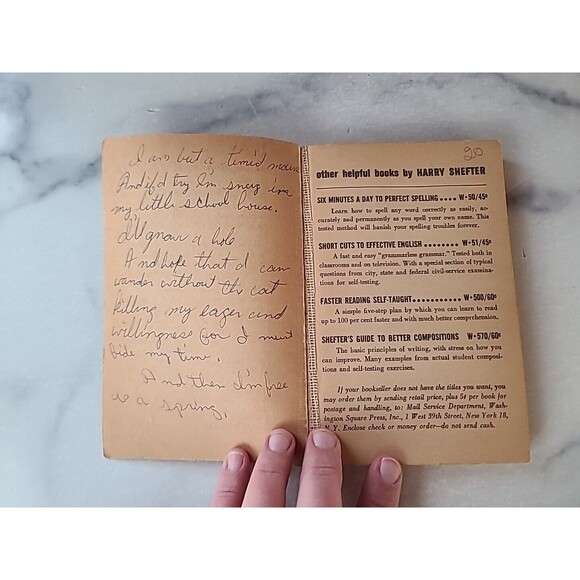 I am but a timid mouse
And if I try I'm snug in a
my little school house.
I'll gnaw a hole
And hope that I can
wander without the cat
killing my eager and
willingness for I must
bide my time.
And then I'm free
as a spring.
20
other helpful books by HARRY SHEFTER
SIX MINUTES A DAY TO PERFECT SPELLING .... W•50/45¢
Learn how to spell any word correctly as easily, ac-
curately and permanently as you spell your own name. This
tested method will banish your spelling troubles forever.
SHORT CUTS TO EFFECTIVE ENGLISH ........ W•51/45¢
A fast and easy "grammarless grammar." Tested both in
classrooms and on television. With a special section of typical
questions from city, state and federal civil-service examina-
tions for self-testing.
FASTER READING SELF-TAUGHT ............ W•500/60¢
A simple five-step plan by which you can learn to read
up to 100 per cent faster and with much better comprehension.
SHEFTER'S GUIDE TO BETTER COMPOSITIONS W•570/60¢
The basic principles of writing, with stress on how you
can improve. Many examples from actual student composi-
tions and self-testing exercises.
If your bookseller does not have the titles you want, you
may order them by sending retail price, plus 5¢ per book for
postage and handling, to: Mail Service Department, Wash-
ington Square Press, Inc., 1 West 39th Street, New York 18,
N.Y. Enclose check or money order—do not send cash.